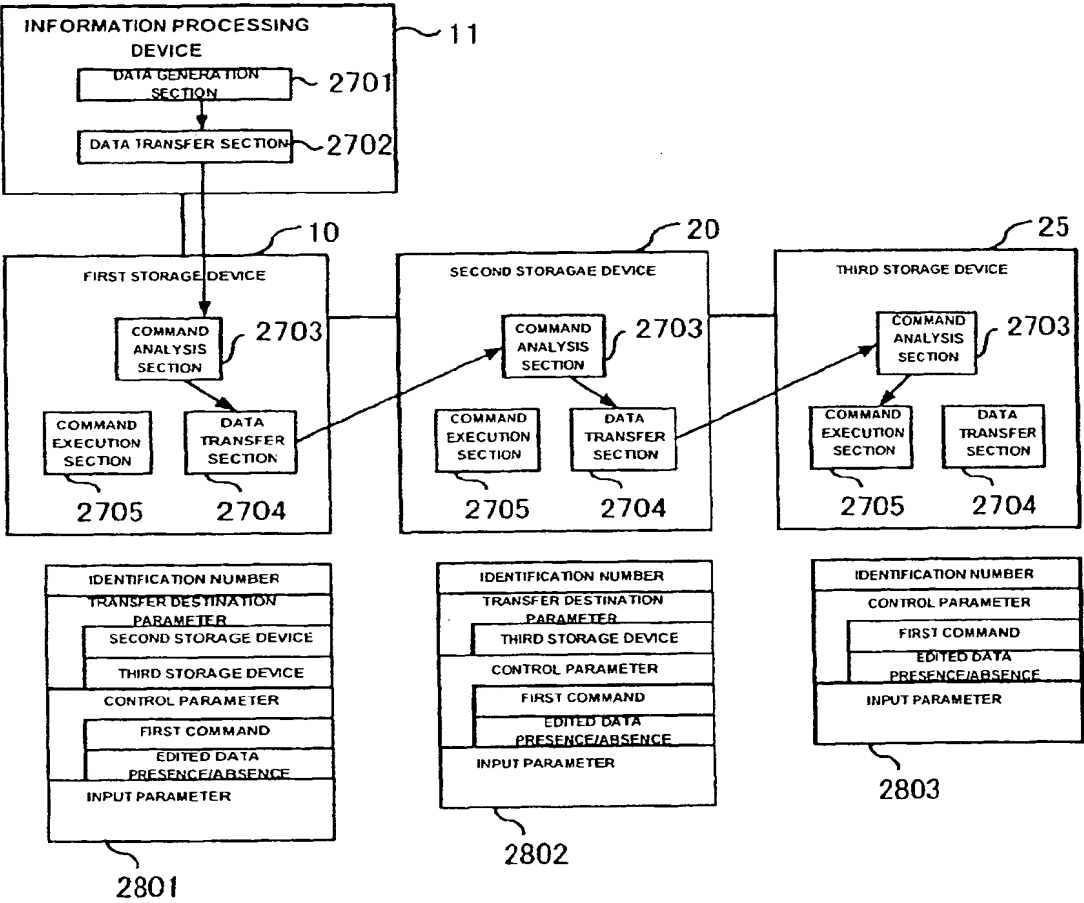 INFORMATION PROCESSING
DEVICE
11
DATA GENERATION
SECTION
2701
DATA TRANSFER SECTION
2702
10
FIRST STORAGE DEVICE
COMMAND
ANALYSIS
SECTION
2703
COMMAND
EXECUTION
SECTION
DATA
TRANSFER
SECTION
2705
2704
20
SECOND STORAGAE DEVICE
COMMAND
ANALYSIS
SECTION
2703
COMMAND
EXECUTION
SECTION
DATA
TRANSFER
SECTION
2705
2704
25
THIRD STORAGE DEVICE
COMMAND
ANALYSIS
SECTION
2703
COMMAND
EXECUTION
SECTION
DATA
TRANSFER
SECTION
2705
2704
IDENTIFICATION NUMBER
TRANSFER DESTINATION
PARAMETER
SECOND STORAGE DEVICE
THIRD STORAGE DEVICE
CONTROL PARAMETER
FIRST COMMAND
EDITED DATA
PRESENCE/ABSENCE
INPUT PARAMETER
2801
IDENTIFICATION NUMBER
TRANSFER DESTINATION
PARAMETER
THIRD STORAGE DEVICE
CONTROL PARAMETER
FIRST COMMAND
EDITED DATA
PRESENCE/ABSENCE
INPUT PARAMETER
2802
IDENTIFICATION NUMBER
CONTROL PARAMETER
FIRST COMMAND
EDITED DATA
PRESENCE/ABSENCE
INPUT PARAMETER
2803